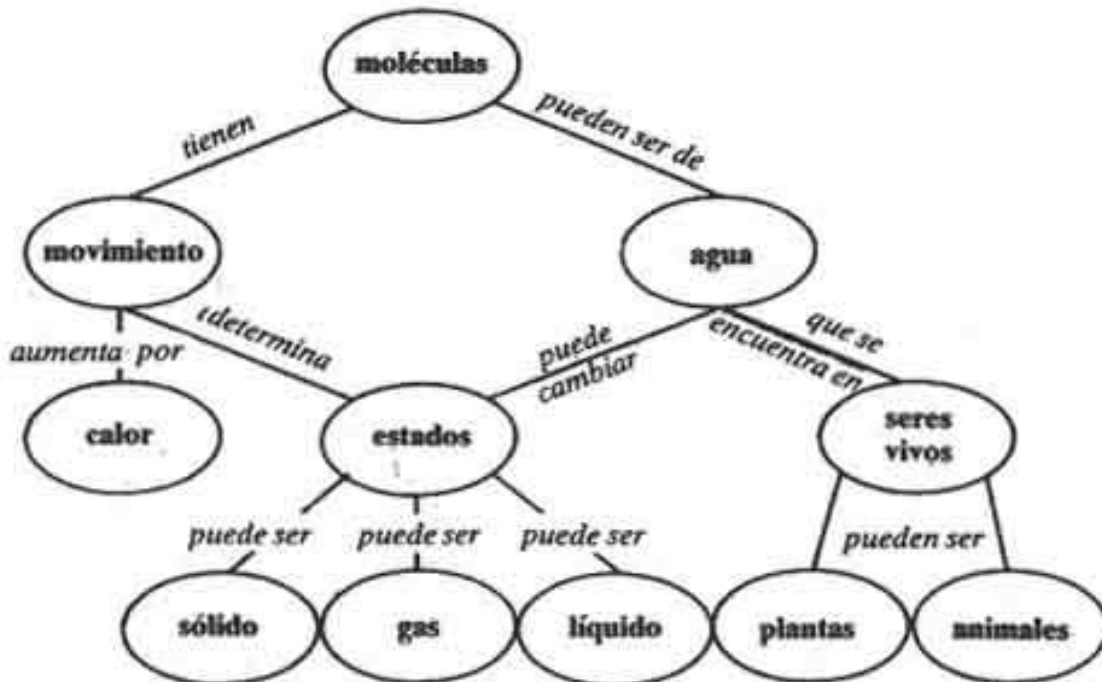 moléculas
tienen
pueden ser de
movimiento
agua
aumenta por
determina
puede
cambiar
que se
encuentra en
calor
estados
seres
vivos
puede ser
puede ser
puede ser
pueden ser
sólido
gas
líquido
plantas
animales